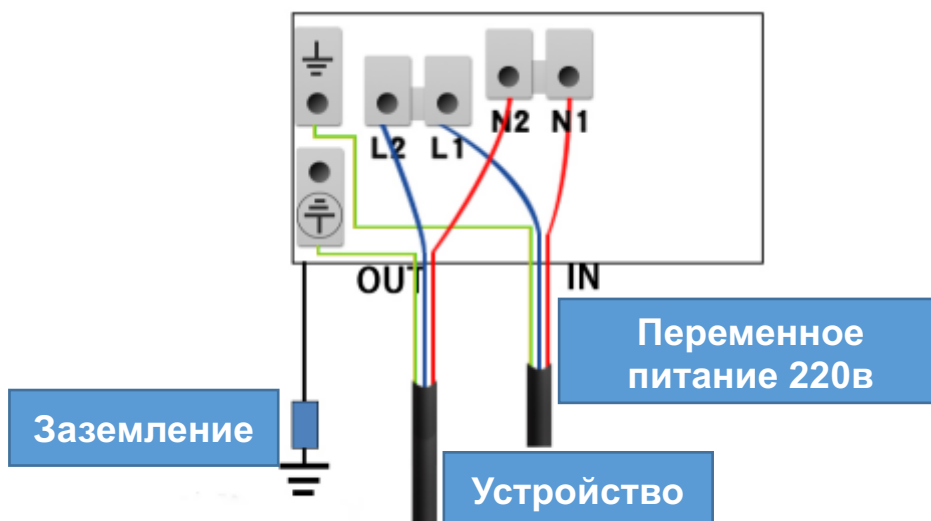 L2 L1 N2 N1
OUT IN
Переменное
питание 220в
Заземление
Устройство